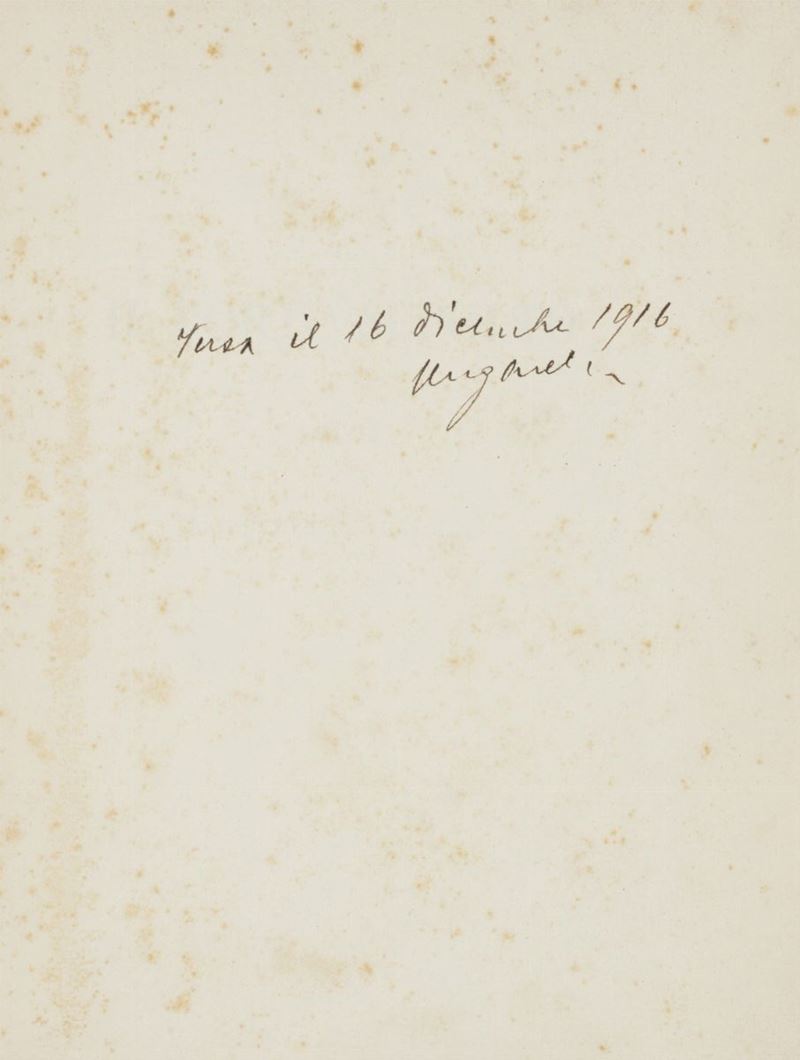 Versa il 16 dicembre 1916
Ungaretti